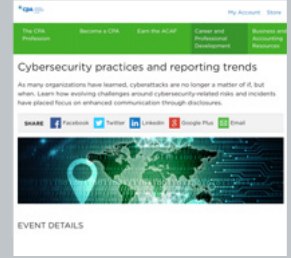 CPA
My Account Store
The CPA Profession
Become a CPA
Earn the ACAF
Career and Professional Development
Business and Accounting Resources
Cybersecurity practices and reporting trends
As many organizations have learned, cyberattacks are no longer a matter of if, but
when. Learn how evolving challenges around cybersecurity-related risks and incidents
have placed focus on enhanced communication through disclosures.
SHARE Facebook Twitter LinkedIn Google Plus Email
EVENT DETAILS